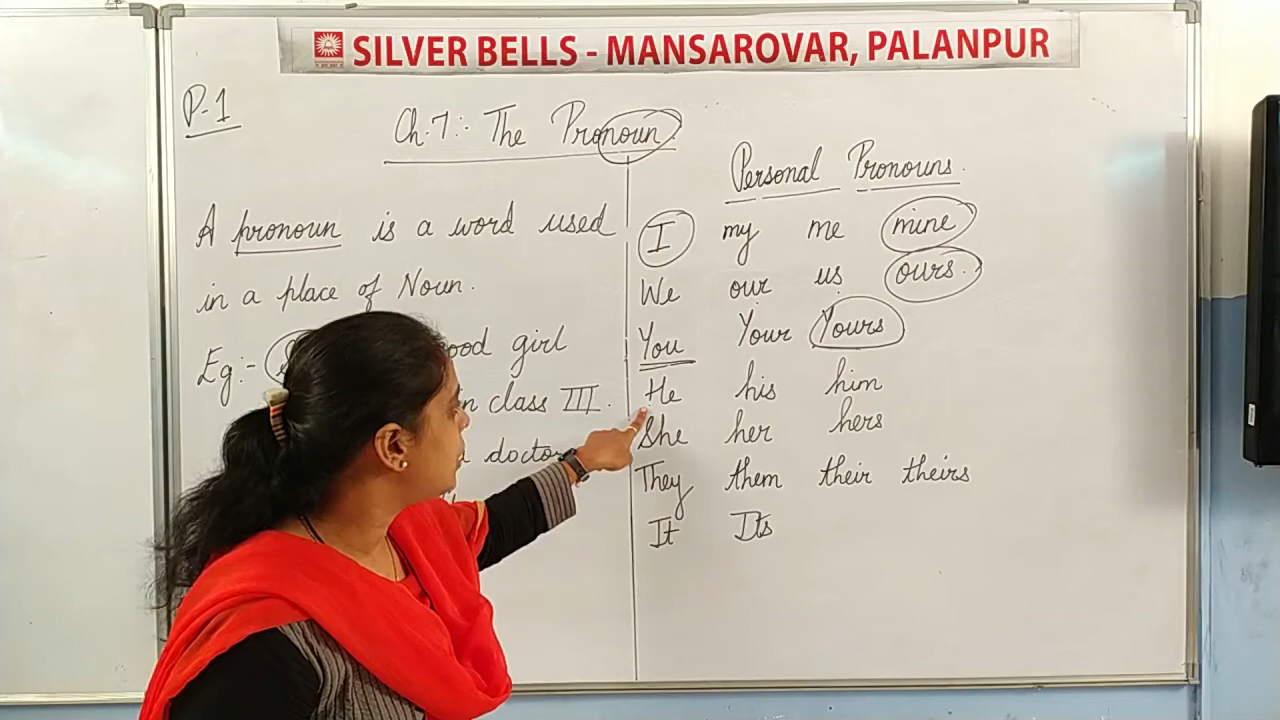 SILVER BELLS - MANSAROVAR, PALANPUR
P-1
Ch.7:- The Pronoun
A pronoun is a word used
in a place of Noun.
Eg:- good girl
in class III.
a doctor
Personal Pronouns.
I my me mine
We our us ours.
You Your Yours
He his him
She her hers
They them their theirs
It Its